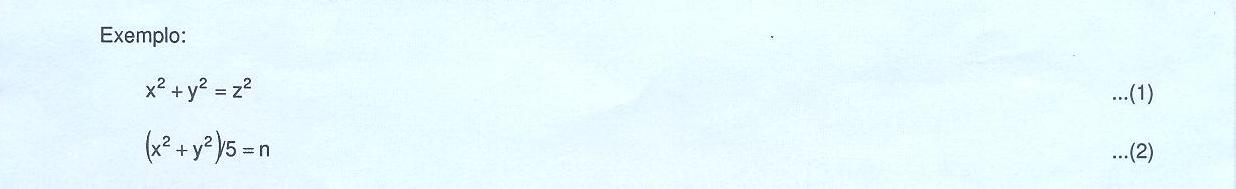 Exemplo:
x² + y² = z² ...(1)
(x² + y²)/5 = n ...(2)